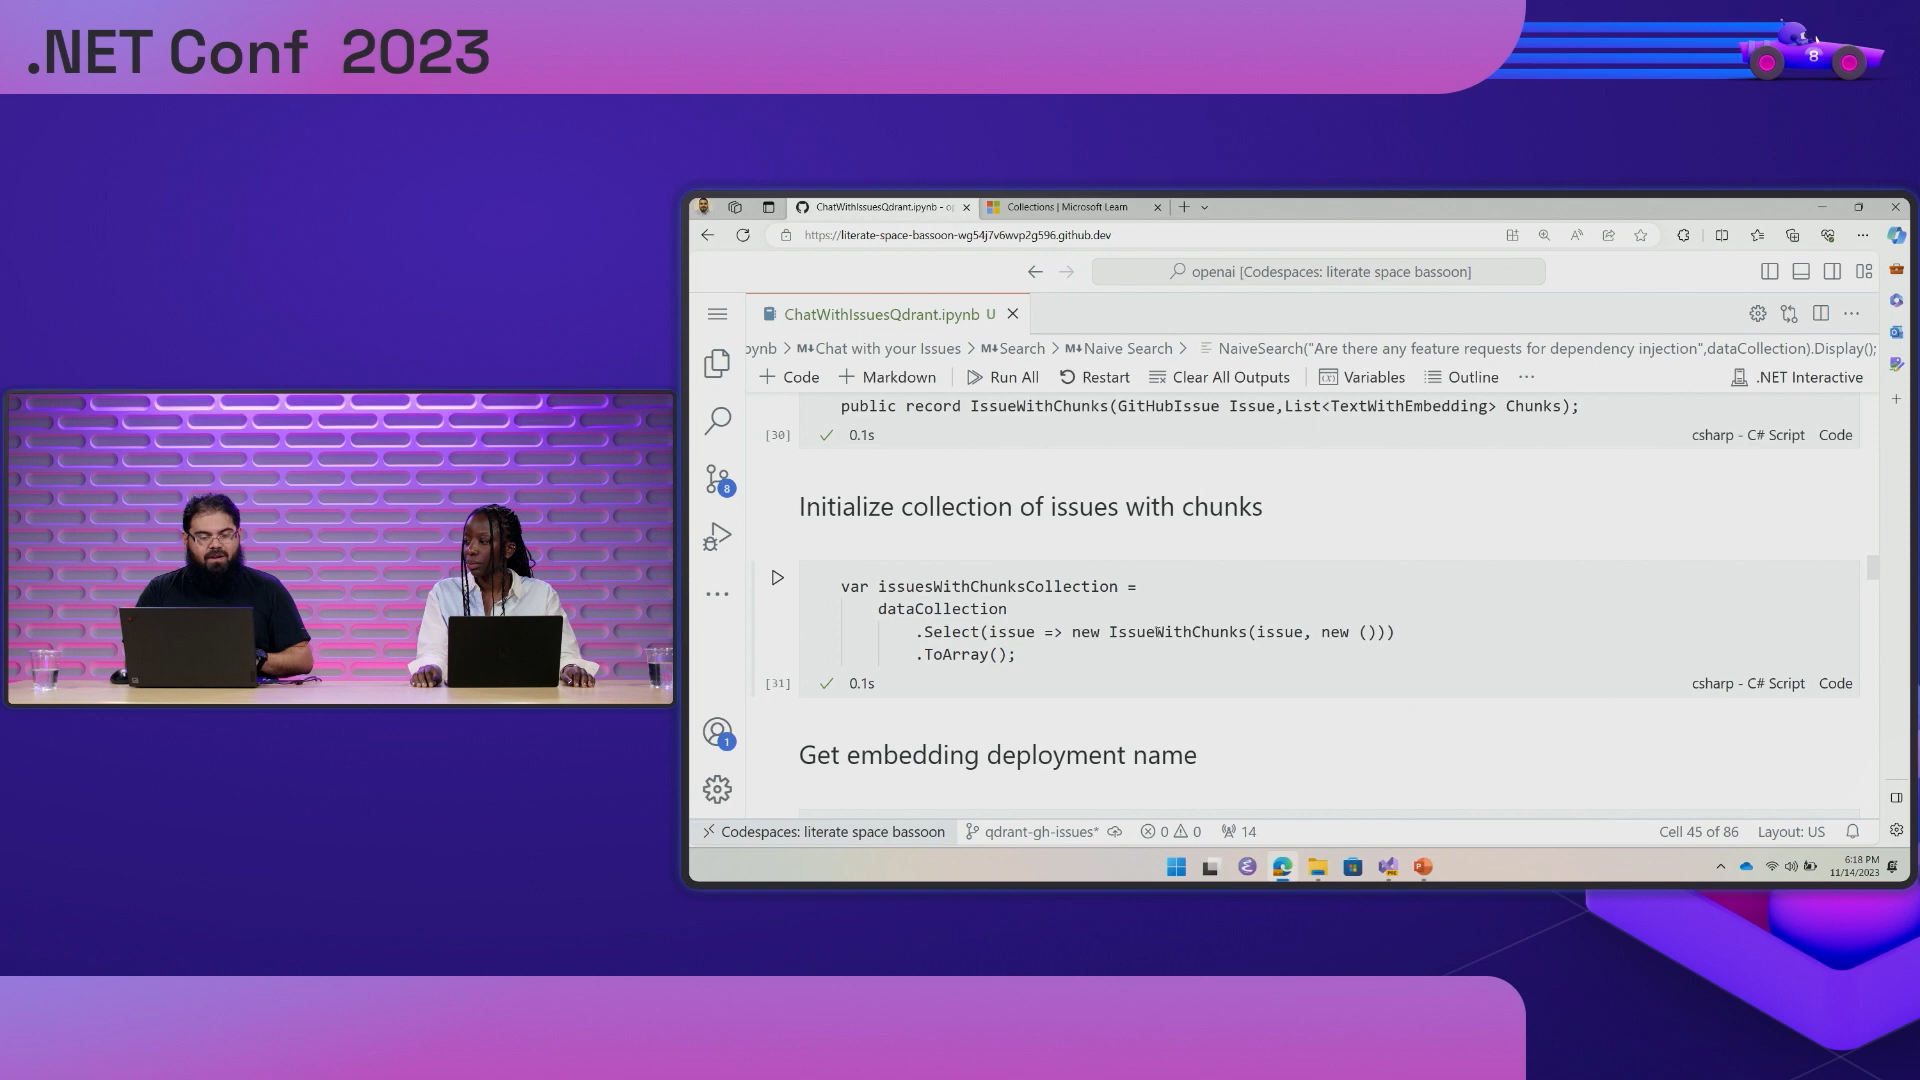 .NET Conf 2023
8
ChatWithIssuesQdrant.ipynb - o
Collections | Microsoft Learn
https://literate-space-bassoon-wg54j7v6wvp2g596.github.dev
openai [Codespaces: literate space bassoon]
ChatWithIssuesQdrant.ipynb U
ynb > M↓Chat with your Issues > M↓Search > M↓Naive Search > NaiveSearch("Are there any feature requests for dependency injection",dataCollection).Display();
+ Code + Markdown Run All Restart Clear All Outputs Variables Outline ... .NET Interactive
public record IssueWithChunks(GitHubIssue Issue,List<TextWithEmbedding> Chunks);
[30] ✓ 0.1s csharp - C# Script Code
8
Initialize collection of issues with chunks
var issuesWithChunksCollection =
dataCollection
.Select(issue => new IssueWithChunks(issue, new ()))
.ToArray();
[31] ✓ 0.1s csharp - C# Script Code
1
Get embedding deployment name
Codespaces: literate space bassoon qdrant-gh-issues* 0 0 14 Cell 45 of 86 Layout: US
6:18 PM
11/14/2023